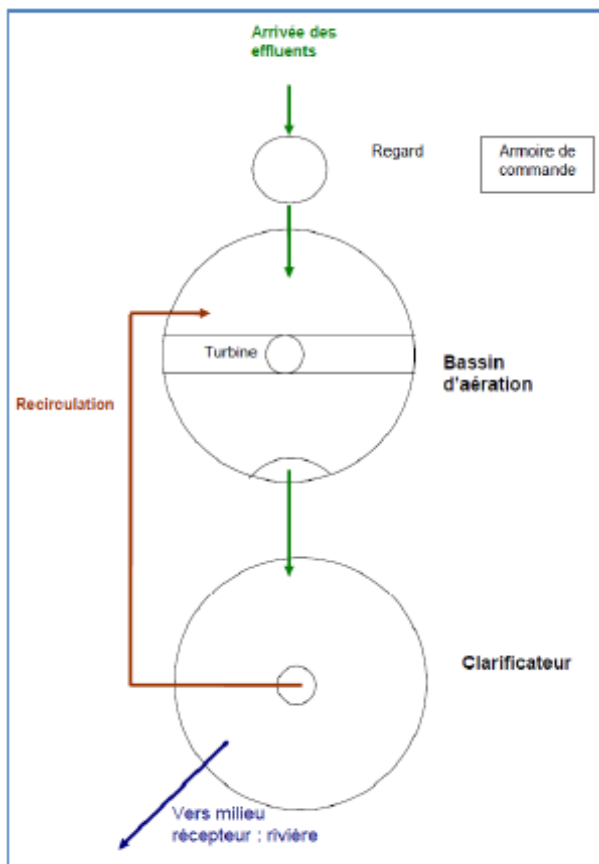 Arrivée des
effluents
Regard
Armoire de
commande
Turbine
Bassin
d'aération
Recirculation
Clarificateur
Vers milieu
récepteur : rivière